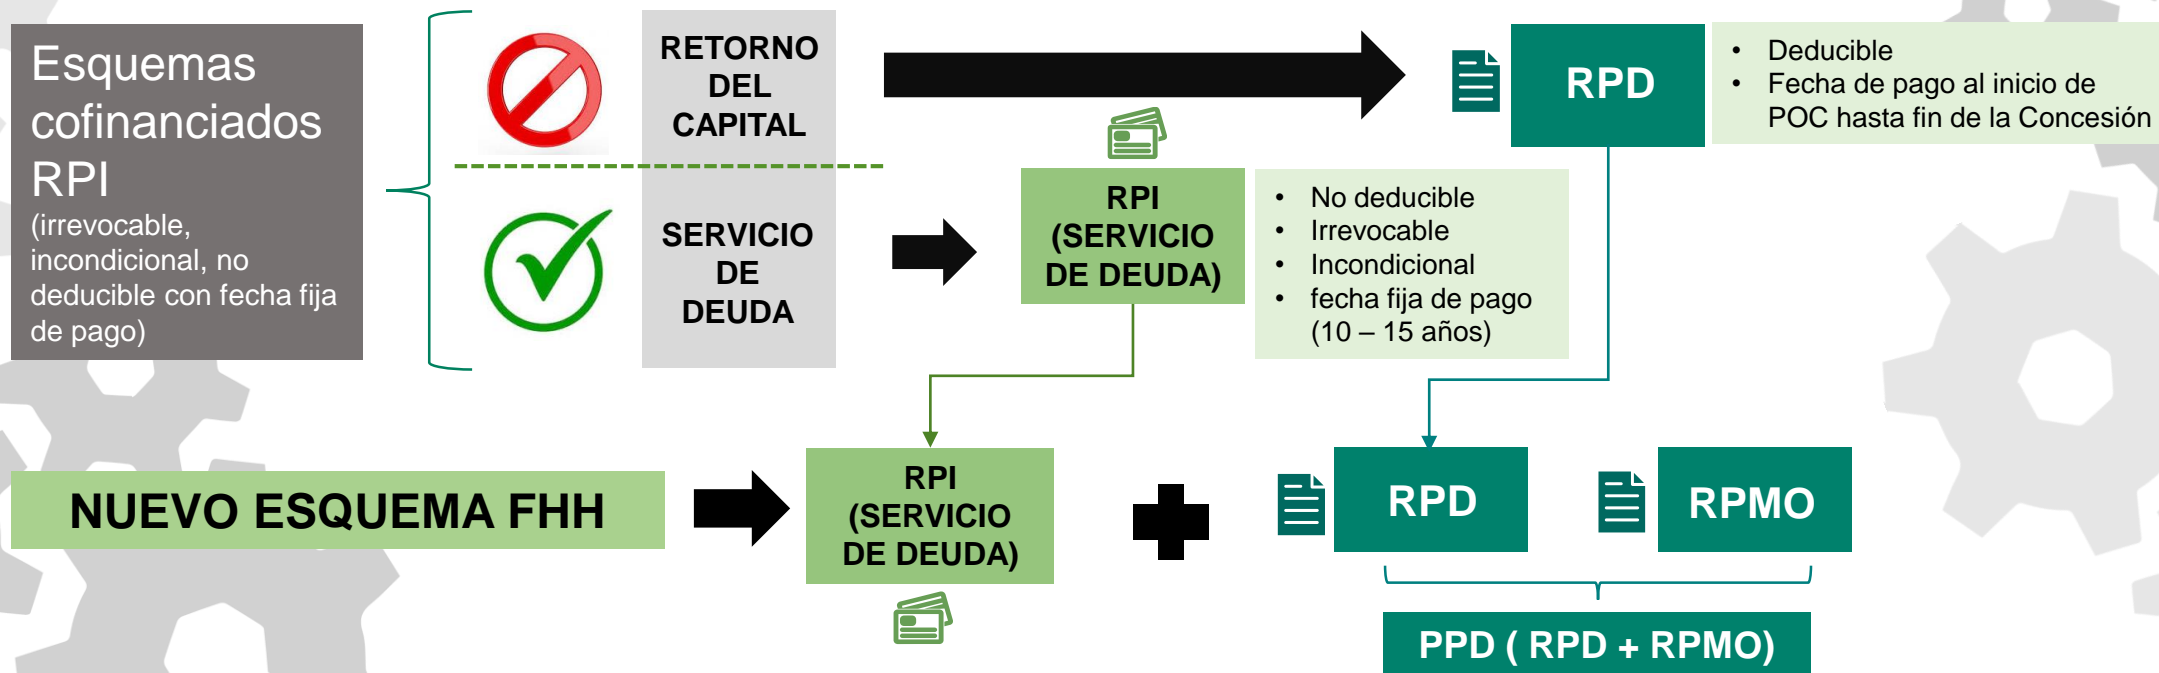 Esquemas
cofinanciados
RPI
(irrevocable,
incondicional, no
deducible con fecha fija
de pago)
RETORNO
DEL
CAPITAL
SERVICIO
DE
DEUDA
RPI
(SERVICIO
DE DEUDA)
• No deducible
• Irrevocable
• Incondicional
• fecha fija de pago
(10 – 15 años)
RPD
• Deducible
• Fecha de pago al inicio de
POC hasta fin de la Concesión
NUEVO ESQUEMA FHH
RPI
(SERVICIO
DE DEUDA)
RPD
RPMO
PPD ( RPD + RPMO)